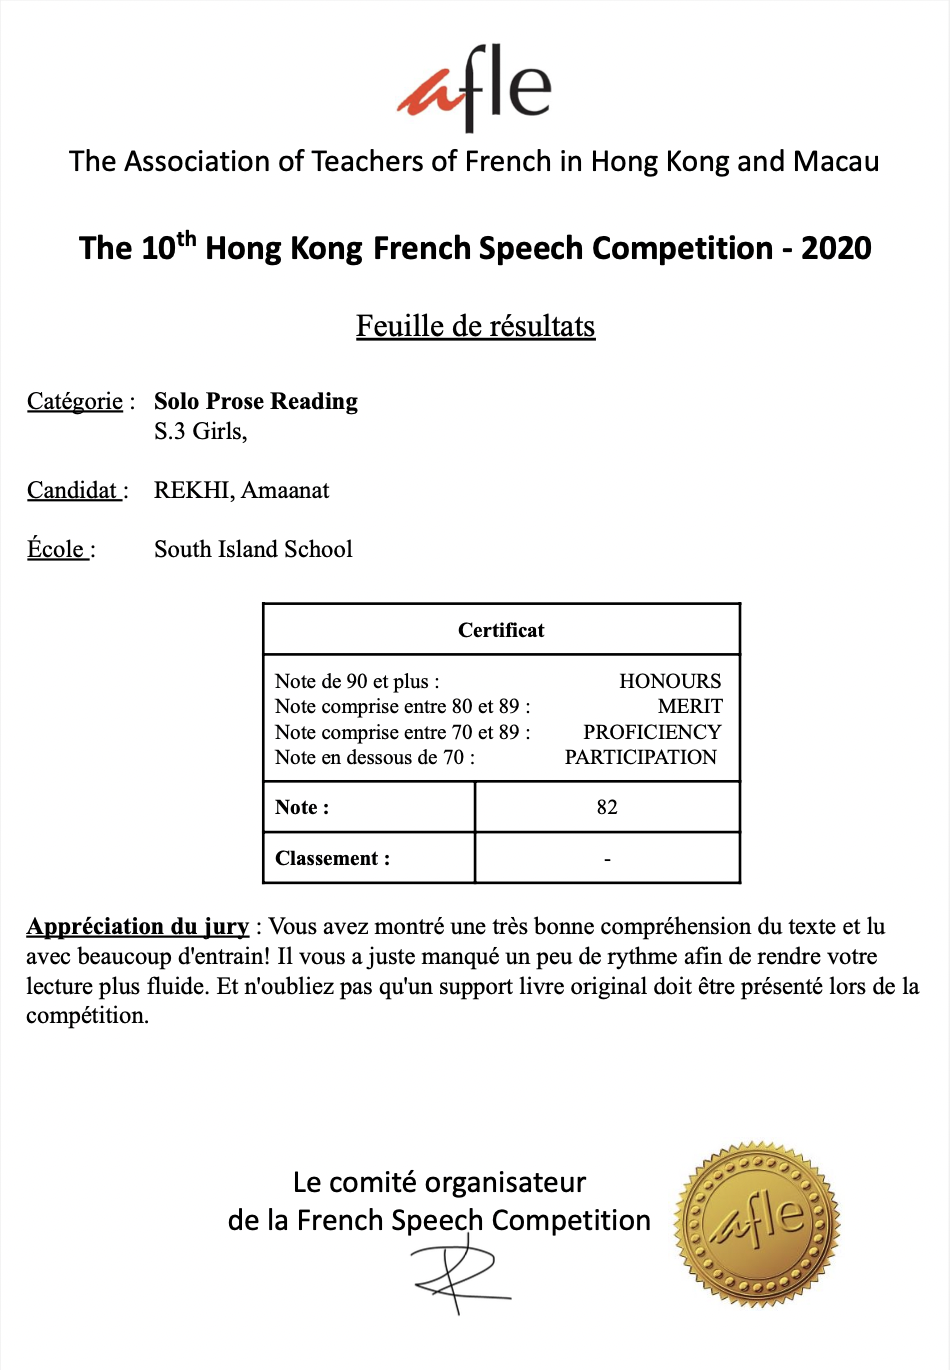 afle
The Association of Teachers of French in Hong Kong and Macau
The 10th Hong Kong French Speech Competition - 2020
Feuille de résultats
Catégorie : Solo Prose Reading
S.3 Girls,
Candidat : REKHI, Amaanat
École : South Island School
Certificat
Note de 90 et plus : HONOURS
Note comprise entre 80 et 89 : MERIT
Note comprise entre 70 et 89 : PROFICIENCY
Note en dessous de 70 : PARTICIPATION
Note : 82
Classement : -
Appréciation du jury : Vous avez montré une très bonne compréhension du texte et lu
avec beaucoup d'entrain! Il vous a juste manqué un peu de rythme afin de rendre votre
lecture plus fluide. Et n'oubliez pas qu'un support livre original doit être présenté lors de la
compétition.
Le comité organisateur
de la French Speech Competition
afle